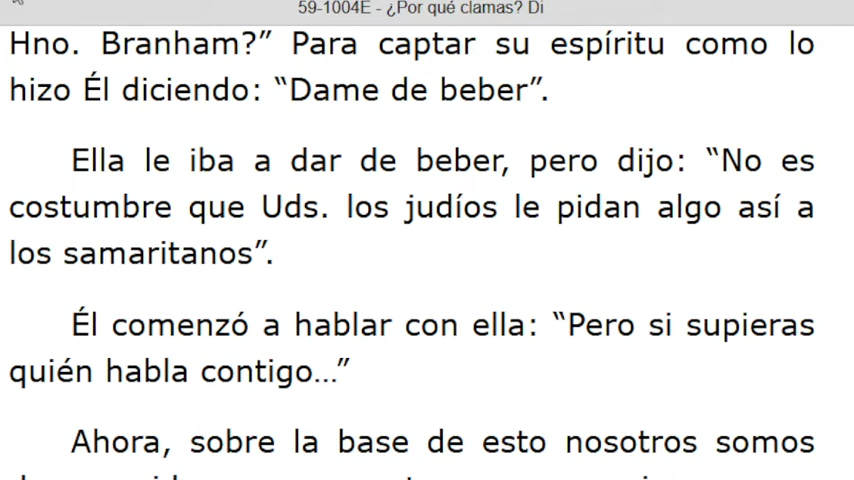 59-1004E - ¿Por qué clamas? Di
Hno. Branham?” Para captar su espíritu como lo
hizo Él diciendo: “Dame de beber”.
Ella le iba a dar de beber, pero dijo: “No es
costumbre que Uds. los judíos le pidan algo así a
los samaritanos”.
Él comenzó a hablar con ella: “Pero si supieras
quién habla contigo...”
Ahora, sobre la base de esto nosotros somos